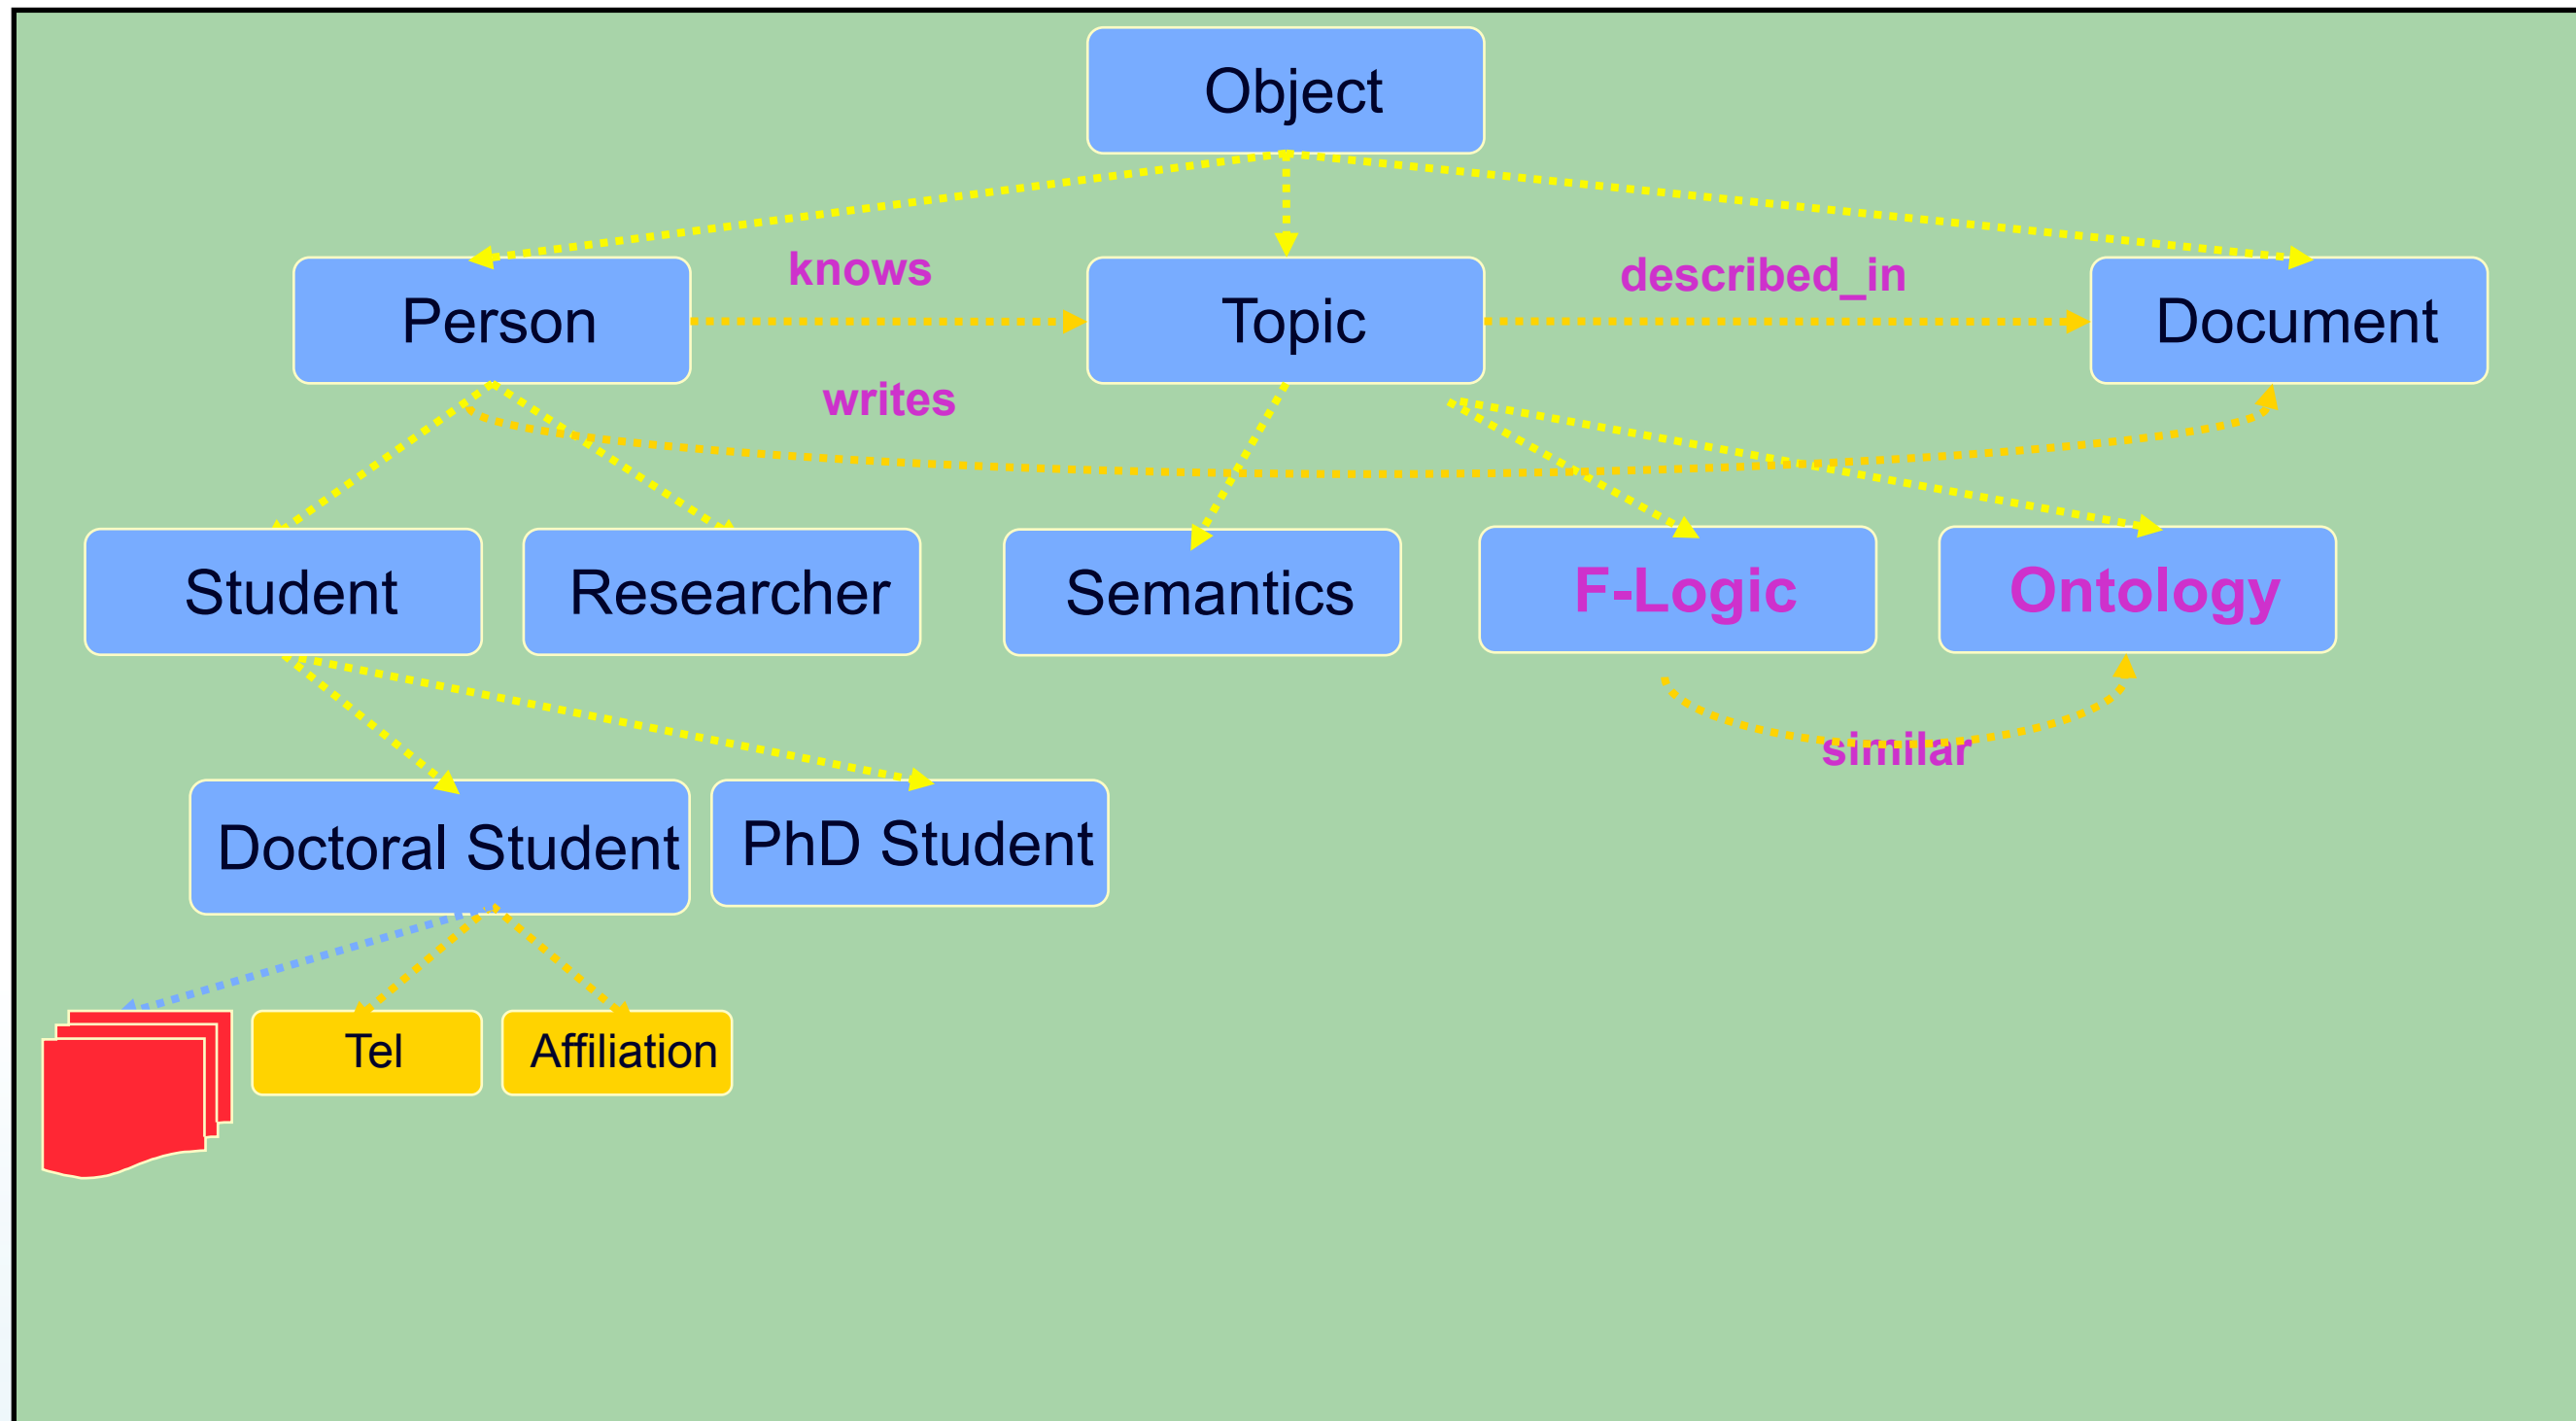 Object
knows
described_in
Person
Topic
Document
writes
Student
Researcher
Semantics
F-Logic
Ontology
similar
Doctoral Student
PhD Student
Tel
Affiliation